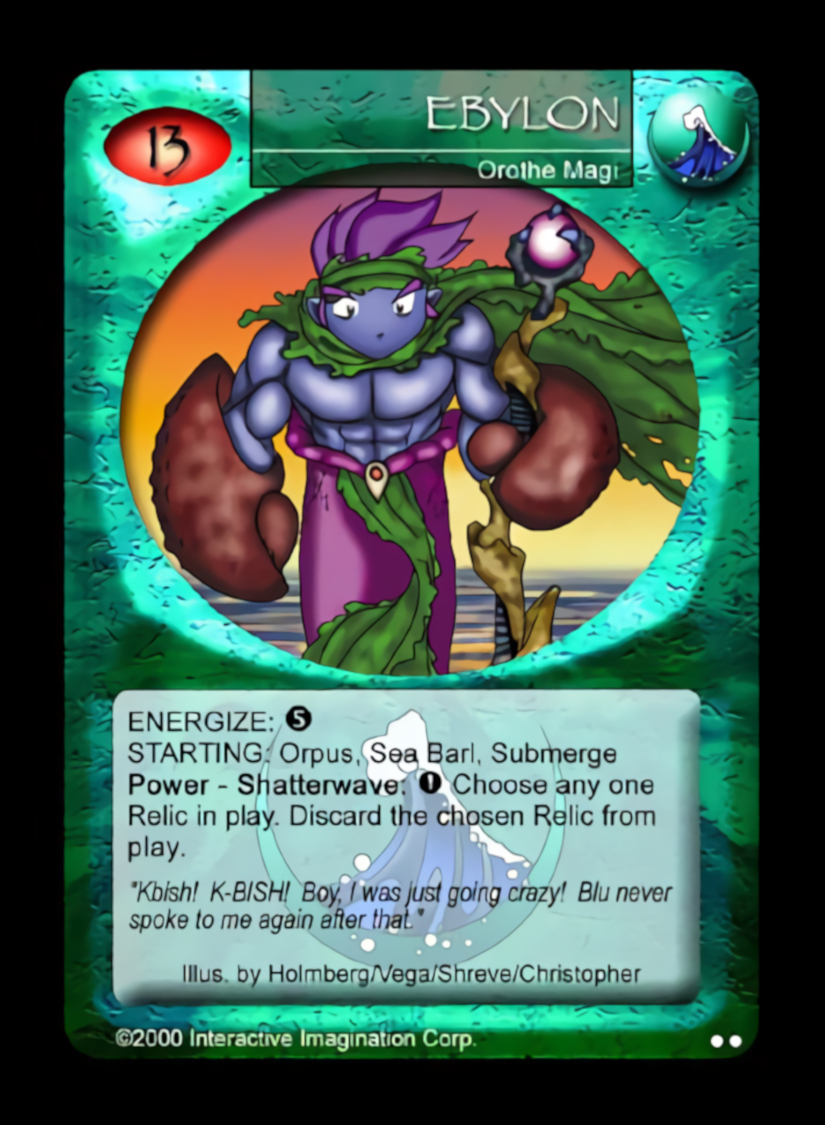 13
EBYLON
Orothe Magi
ENERGIZE: 5
STARTING: Orpus, Sea Barl, Submerge
Power - Shatterwave: 1 Choose any one
Relic in play. Discard the chosen Relic from
play.
"Kbish! K-BISH! Boy, I was just going crazy! Blu never
spoke to me again after that."
Illus. by Holmberg/Vega/Shreve/Christopher
©2000 Interactive Imagination Corp.